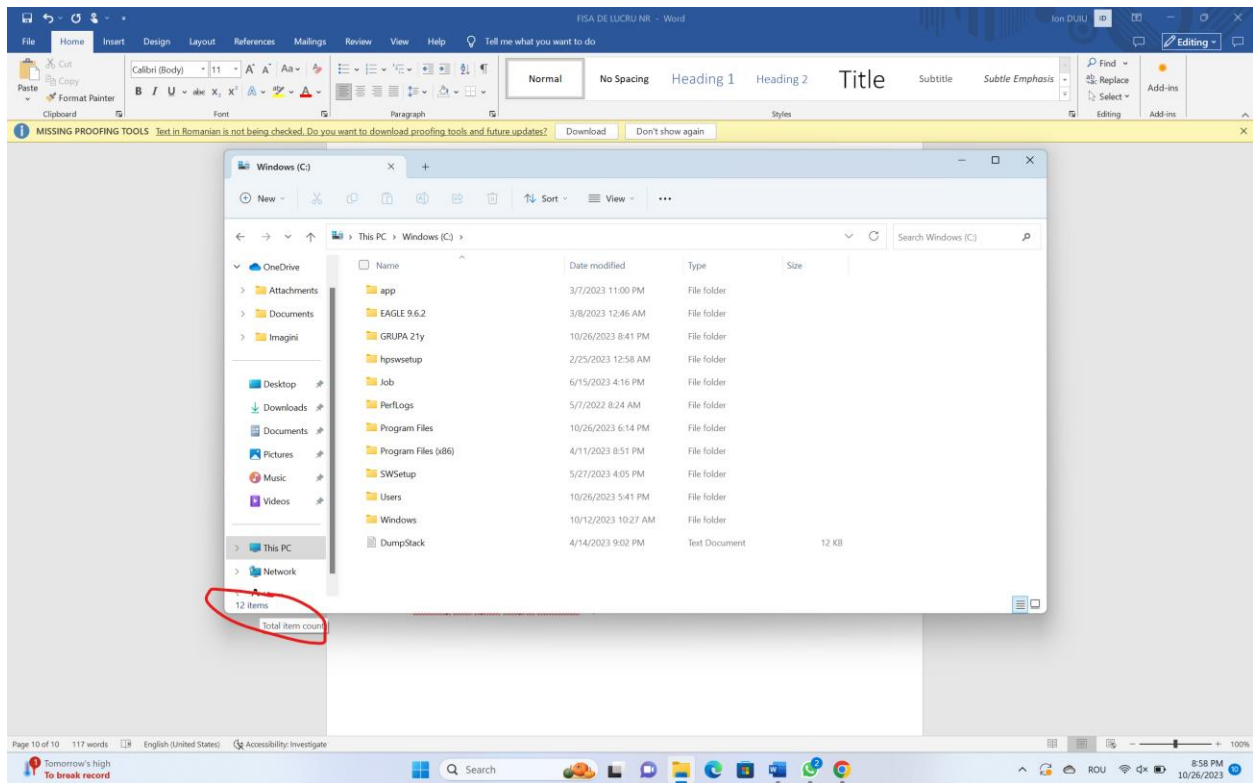 FISA DE LUCRU NR - Word
Ion DUIU ID
File Home Insert Design Layout References Mailings Review View Help Tell me what you want to do Editing
Paste
Cut
Copy
Format Painter
Calibri (Body) 11 A A Aa
B I U abc X₂ X² A A
Normal No Spacing Heading 1 Heading 2 Title Subtitle Subtle Emphasis
Find
Replace
Select
Add-ins
Clipboard Font Paragraph Styles Editing Add-ins
MISSING PROOFING TOOLS Text in Romanian is not being checked. Do you want to download proofing tools and future updates? Download Don't show again
Windows (C:)
New Sort View
This PC > Windows (C:) > Search Windows (C:)
OneDrive
Attachments
Documents
Imagini
Desktop
Downloads
Documents
Pictures
Music
Videos
This PC
Network
Name Date modified Type Size
app 3/7/2023 11:00 PM File folder
EAGLE 9.6.2 3/8/2023 12:46 AM File folder
GRUPA 21y 10/26/2023 8:41 PM File folder
hpswsetup 2/25/2023 12:58 AM File folder
Job 6/15/2023 4:16 PM File folder
PerfLogs 5/7/2022 8:24 AM File folder
Program Files 10/26/2023 6:14 PM File folder
Program Files (x86) 4/11/2023 8:51 PM File folder
SWSetup 5/27/2023 4:05 PM File folder
Users 10/26/2023 5:41 PM File folder
Windows 10/12/2023 10:27 AM File folder
DumpStack 4/14/2023 9:02 PM Text Document 12 KB
12 items
Total item count
Page 10 of 10 117 words English (United States) Accessibility: Investigate 100%
1
Tomorrow's high
To break record
Search
2
ROU
8:58 PM
10/26/2023